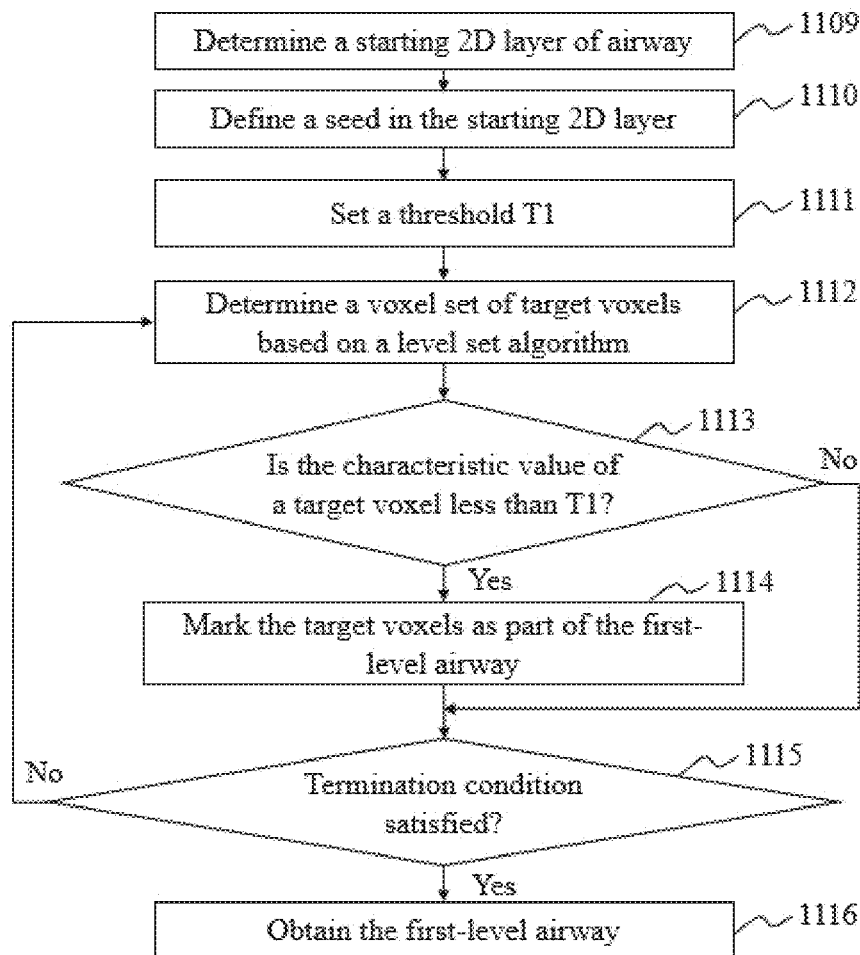 Determine a starting 2D layer of airway
1109
Define a seed in the starting 2D layer
1110
Set a threshold T1
1111
Determine a voxel set of target voxels
based on a level set algorithm
1112
1113
Is the characteristic value of
a target voxel less than T1?
No
Yes
1114
Mark the target voxels as part of the first-
level airway
1115
No
Termination condition
satisfied?
Yes
Obtain the first-level airway
1116